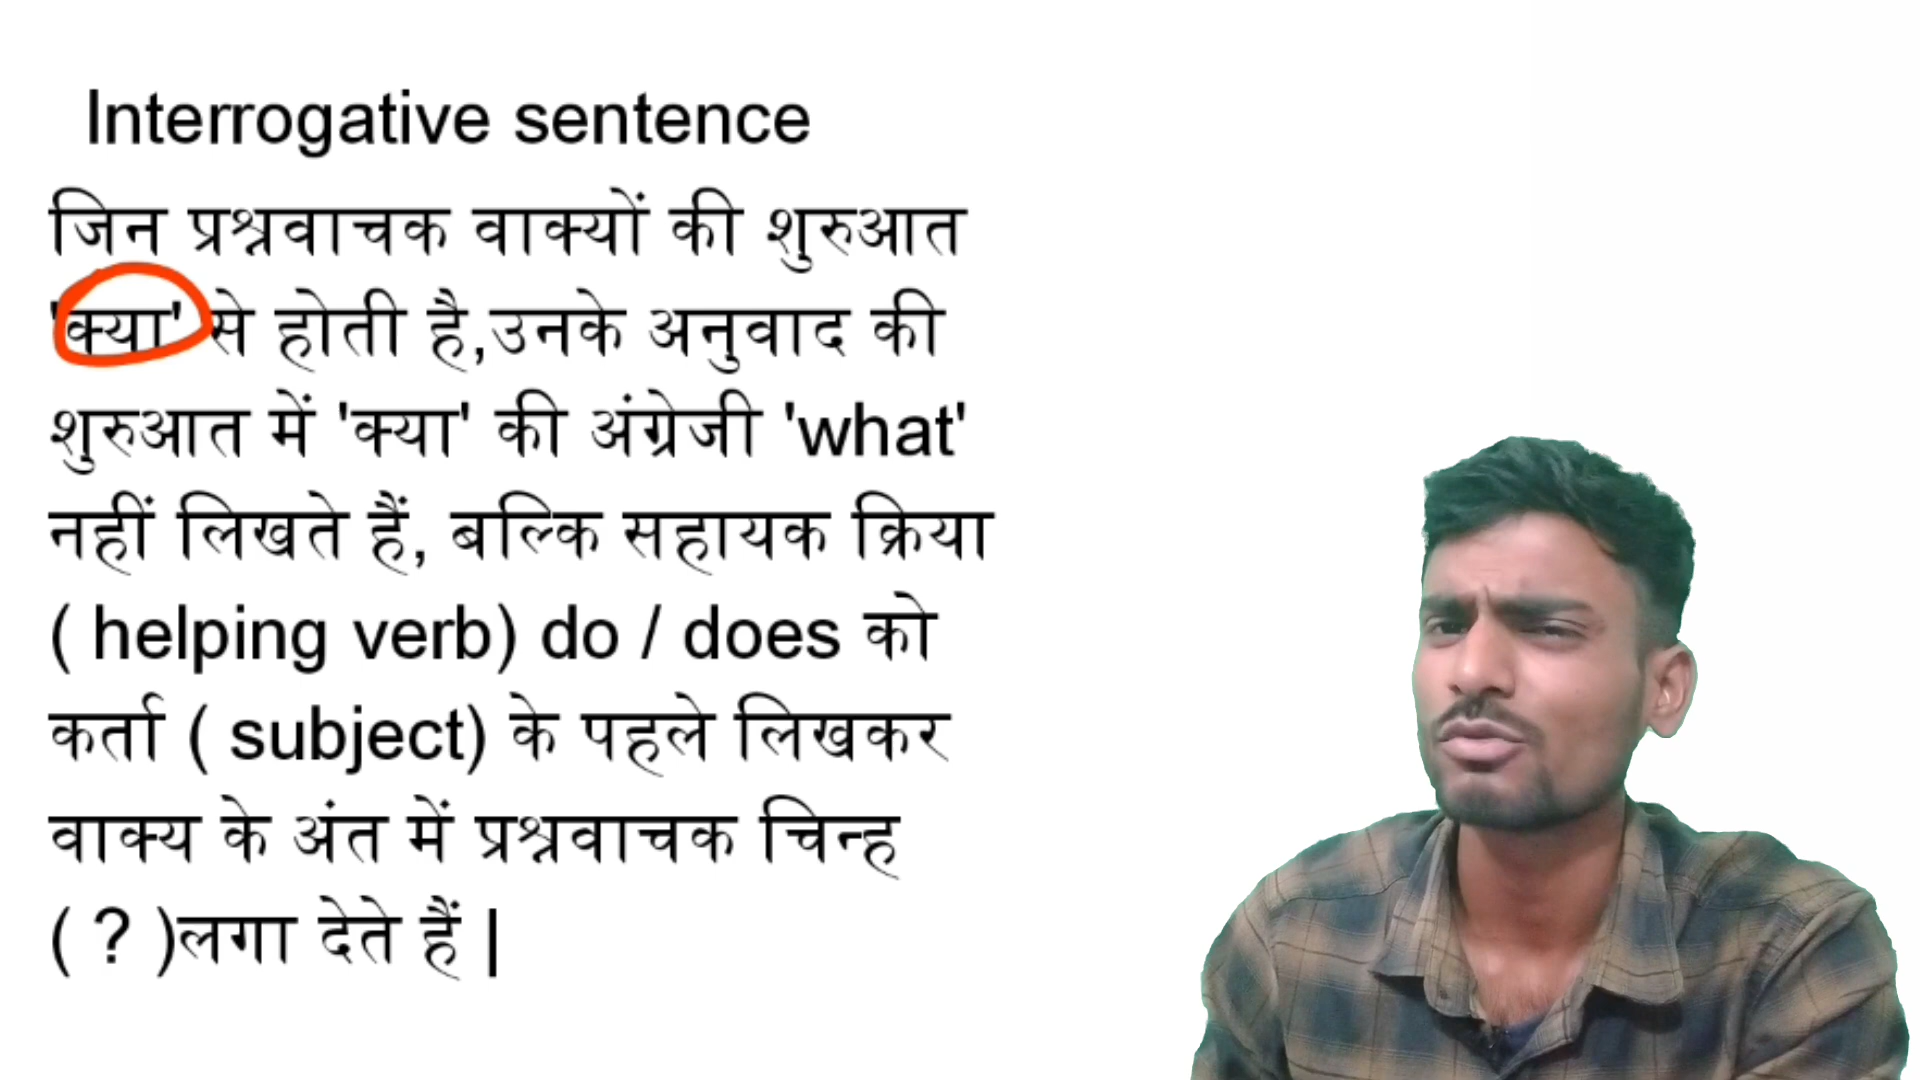 Interrogative sentence
जिन प्रश्नवाचक वाक्यों की शुरुआत
'क्या' से होती है,उनके अनुवाद की
शुरुआत में 'क्या' की अंग्रेजी 'what'
नहीं लिखते हैं, बल्कि सहायक क्रिया
( helping verb) do / does को
कर्ता ( subject) के पहले लिखकर
वाक्य के अंत में प्रश्नवाचक चिन्ह
( ? )लगा देते हैं |